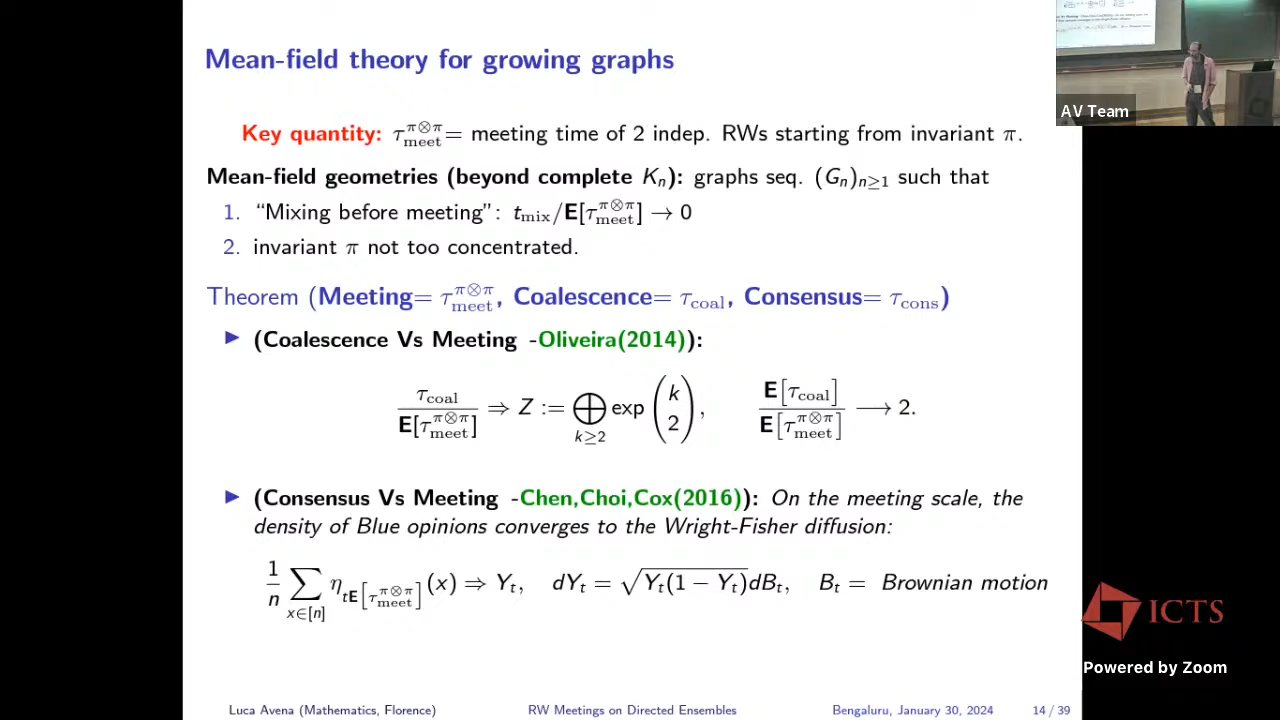 Mean-field theory for growing graphs
Key quantity: τ_meet^{π⊗π} = meeting time of 2 indep. RWs starting from invariant π.
Mean-field geometries (beyond complete K_n): graphs seq. (G_n)_{n≥1} such that
1. “Mixing before meeting”: t_mix/E[τ_meet^{π⊗π}] → 0
2. invariant π not too concentrated.
Theorem (Meeting= τ_meet^{π⊗π}, Coalescence= τ_coal, Consensus= τ_cons)
▶ (Coalescence Vs Meeting -Oliveira(2014)):
τ_coal / E[τ_meet^{π⊗π}] ⇒ Z := ⊕_{k≥2} exp (k 2), E[τ_coal] / E[τ_meet^{π⊗π}] ⟶ 2.
▶ (Consensus Vs Meeting -Chen,Choi,Cox(2016)): On the meeting scale, the
density of Blue opinions converges to the Wright-Fisher diffusion:
1/n ∑_{x∈[n]} η_{tE[τ_meet^{π⊗π}]}(x) ⇒ Y_t, dY_t = √(Y_t(1 − Y_t))dB_t, B_t = Brownian motion
Luca Avena (Mathematics, Florence) RW Meetings on Directed Ensembles Bengaluru, January 30, 2024 14 / 39
AV Team
ICTS
Powered by Zoom